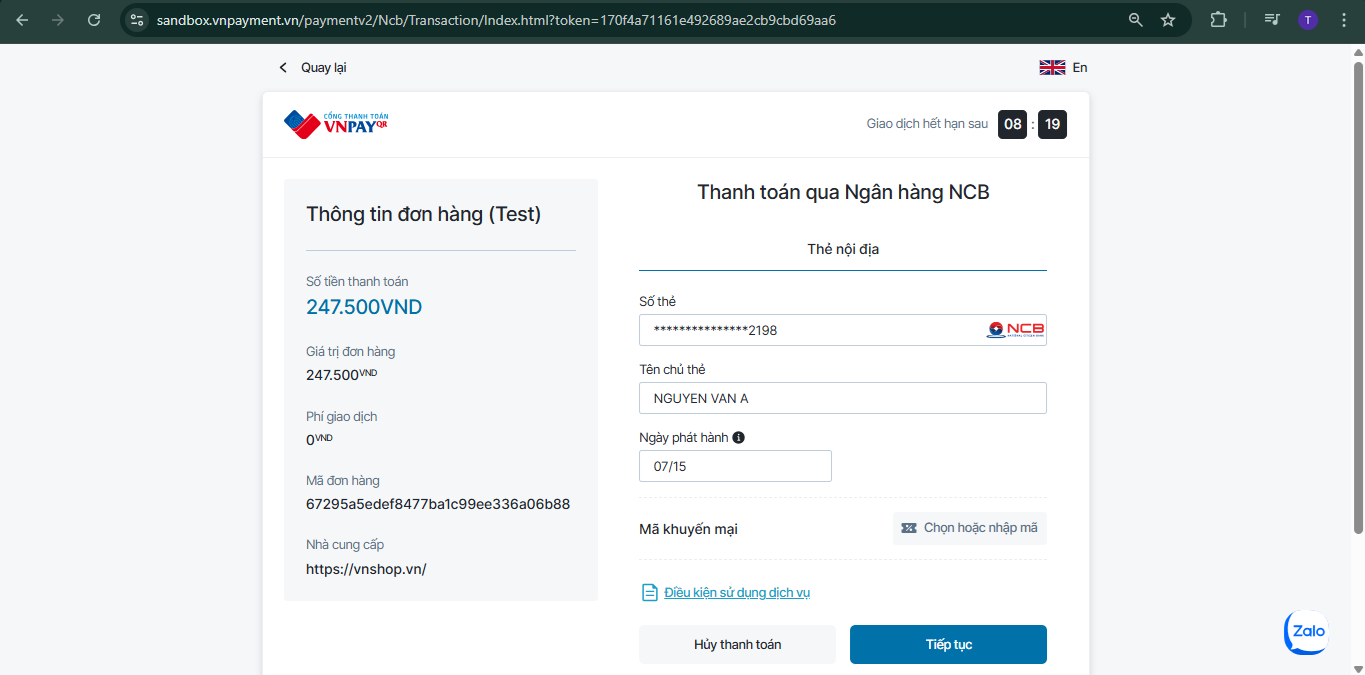 sandbox.vnpayment.vn/paymentv2/Ncb/Transaction/Index.html?token=170f4a71161e492689ae2cb9cbd69aa6
T
Quay lại
En
CỔNG THANH TOÁN
VNPAYQR
Giao dịch hết hạn sau 08 : 19
Thông tin đơn hàng (Test)
Số tiền thanh toán
247.500VND
Giá trị đơn hàng
247.500VND
Phí giao dịch
0VND
Mã đơn hàng
67295a5edef8477ba1c99ee336a06b88
Nhà cung cấp
https://vnshop.vn/
Thanh toán qua Ngân hàng NCB
Thẻ nội địa
Số thẻ
***************2198
NCB
Tên chủ thẻ
NGUYEN VAN A
Ngày phát hành
07/15
Mã khuyến mại
Chọn hoặc nhập mã
Điều kiện sử dụng dịch vụ
Hủy thanh toán
Tiếp tục
Zalo